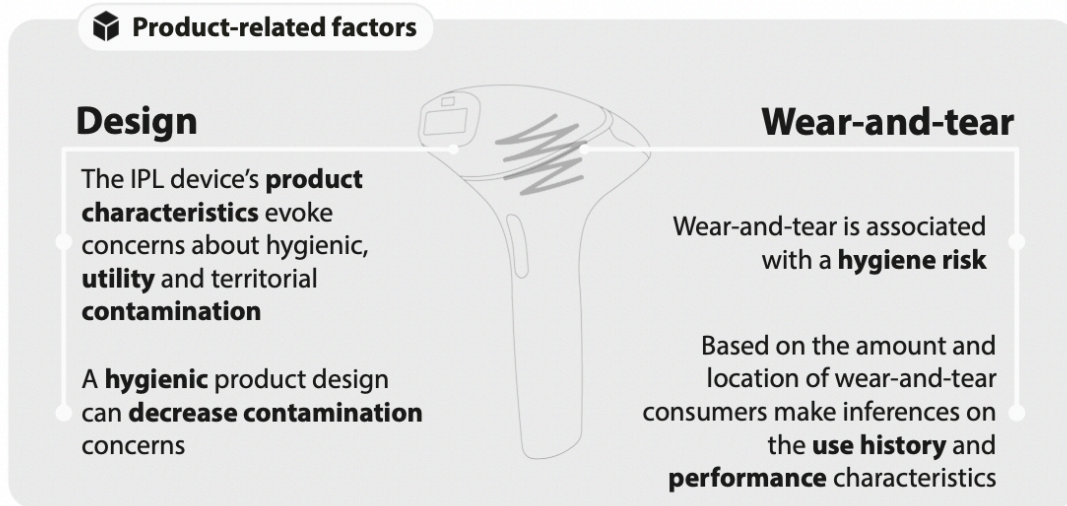 Product-related factors
Design
The IPL device's product
characteristics evoke
concerns about hygienic,
utility and territorial
contamination
A hygienic product design
can decrease contamination
concerns
Wear-and-tear
Wear-and-tear is associated
with a hygiene risk
Based on the amount and
location of wear-and-tear
consumers make inferences on
the use history and
performance characteristics